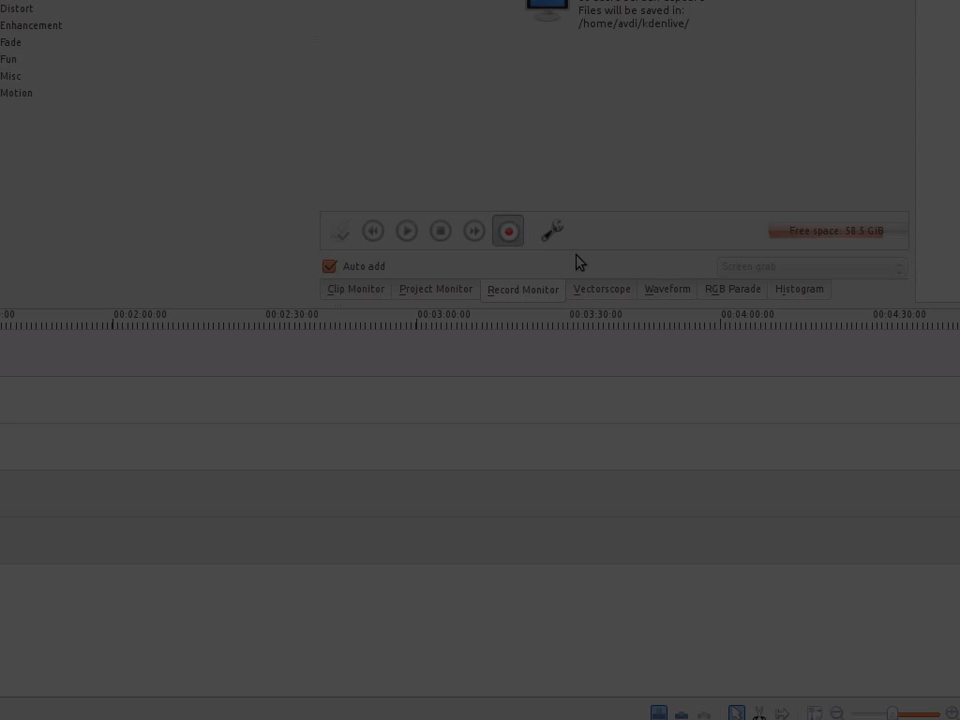 Distort
Enhancement
Fade
Fun
Misc
Motion
Files will be saved in:
/home/avdi/kdenlive/
Free space: 58.5 GiB
Auto add
Screen grab
Clip Monitor
Project Monitor
Record Monitor
Vectorscope
Waveform
RGB Parade
Histogram
:00
00:02:00:00
00:02:30:00
00:03:00:00
00:03:30:00
00:04:00:00
00:04:30:00